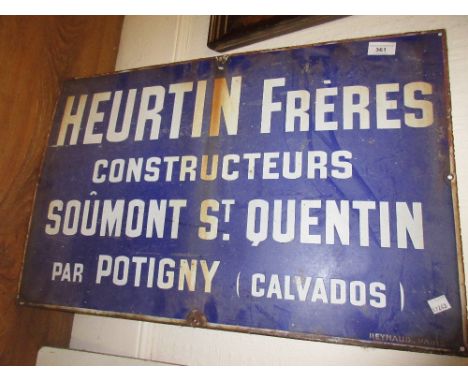 361
HEURTIN FRÈRES
CONSTRUCTEURS
SOÛMONT ST. QUENTIN
PAR POTIGNY (CALVADOS)